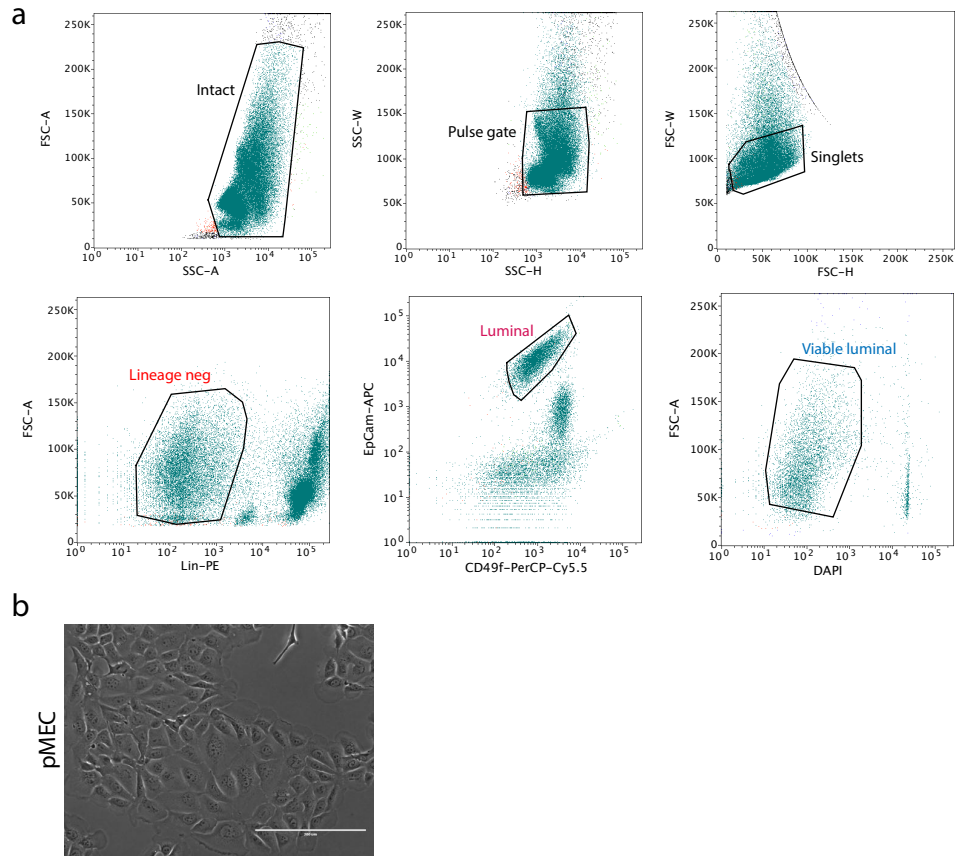 a
250K
200K
150K
100K
50K
0
FSC-A
Intact
10^0 10^1 10^2 10^3 10^4 10^5
SSC-A
250K
200K
150K
100K
50K
0
SSC-W
Pulse gate
10^0 10^1 10^2 10^3 10^4 10^5
SSC-H
250K
200K
150K
100K
50K
0
FSC-W
Singlets
0 50K 100K 150K 200K 250K
FSC-H
250K
200K
150K
100K
50K
0
FSC-A
Lineage neg
10^0 10^1 10^2 10^3 10^4 10^5
Lin-PE
10^5
10^4
10^3
10^2
10^1
10^0
EpCam-APC
Luminal
10^0 10^1 10^2 10^3 10^4 10^5
CD49f-PerCP-Cy5.5
250K
200K
150K
100K
50K
0
FSC-A
Viable luminal
10^0 10^1 10^2 10^3 10^4 10^5
DAPI
b
pMEC